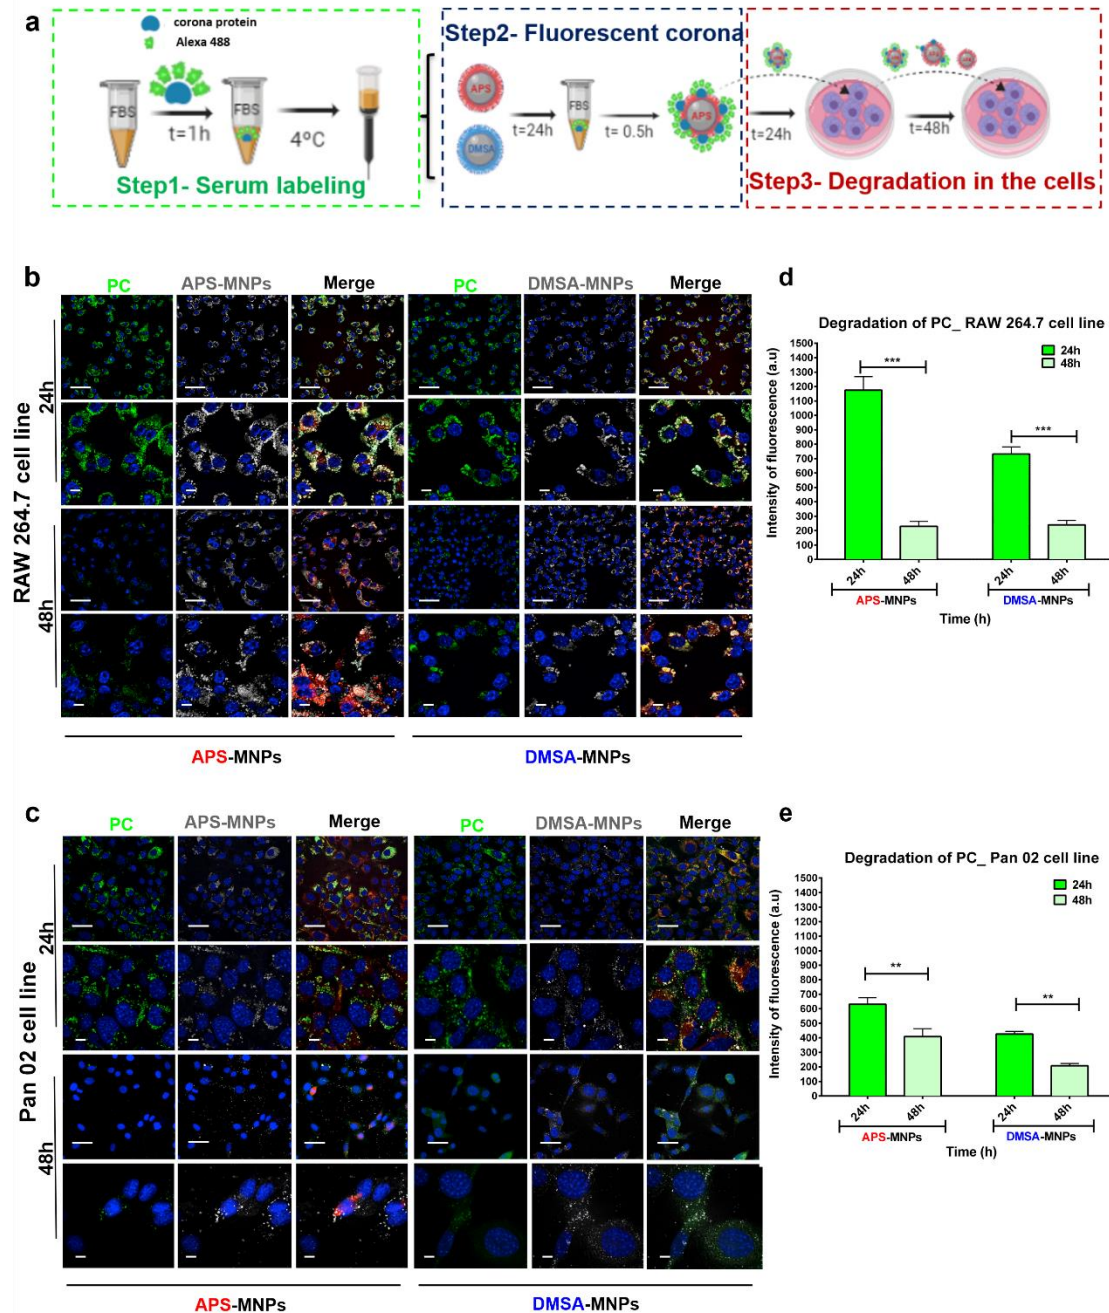 a
corona protein
Alexa 488
FBS
t=1h
FBS
4ºC
Step1- Serum labeling
Step2- Fluorescent corona
APS
DMSA
t=24h
FBS
t= 0.5h
APS
t=24h
t=48h
Step3- Degradation in the cells
b
PC
APS-MNPs
Merge
PC
DMSA-MNPs
Merge
RAW 264.7 cell line
24h
48h
APS-MNPs
DMSA-MNPs
d
Degradation of PC_ RAW 264.7 cell line
24h
48h
Intensity of fluorescence (a.u)
1500
1400
1300
1200
1100
1000
900
800
700
600
500
400
300
200
100
0
***
***
24h
48h
24h
48h
APS-MNPs
DMSA-MNPs
Time (h)
c
PC
APS-MNPs
Merge
PC
DMSA-MNPs
Merge
Pan 02 cell line
24h
48h
APS-MNPs
DMSA-MNPs
e
Degradation of PC_ Pan 02 cell line
24h
48h
Intensity of fluorescence (a.u)
1500
1400
1300
1200
1100
1000
900
800
700
600
500
400
300
200
100
0
**
**
24h
48h
24h
48h
APS-MNPs
DMSA-MNPs
Time (h)